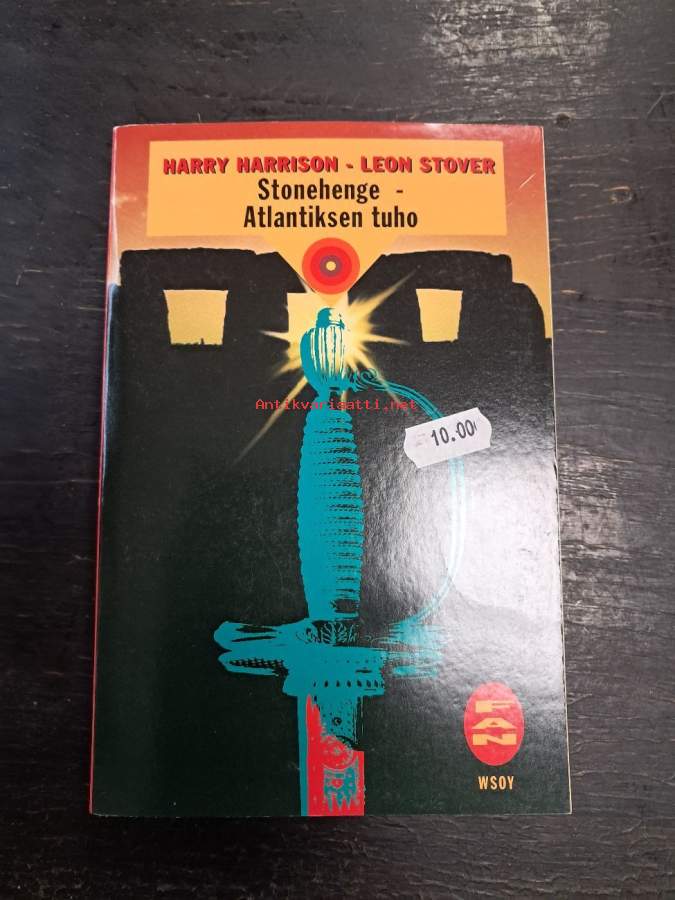 HARRY HARRISON - LEON STOVER
Stonehenge -
Atlantiksen tuho
Antikvariaatti.net
10.00
FAN
WSOY